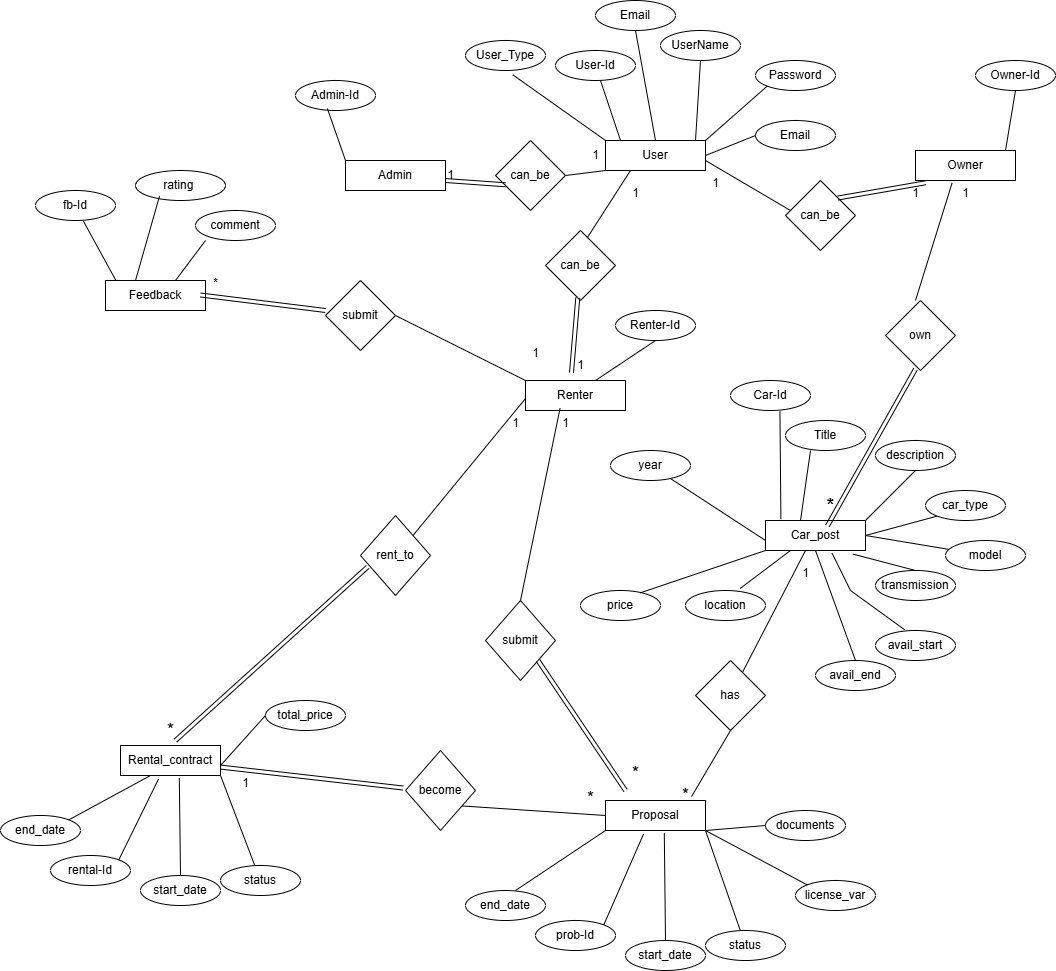 Email
UserName
User_Type
User-Id
Password
Owner-Id
Admin-Id
Email
1
User
Owner
Admin
1
can_be
1
1
1
1
can_be
rating
fb-Id
comment
can_be
Feedback
*
submit
Renter-Id
own
1
1
Renter
Car-Id
1
1
Title
year
description
*
car_type
Car_post
rent_to
model
1
transmission
price
location
submit
avail_start
avail_end
has
total_price
*
Rental_contract
*
1
become
*
*
Proposal
documents
end_date
rental-Id
start_date
status
license_var
end_date
prob-Id
start_date
status